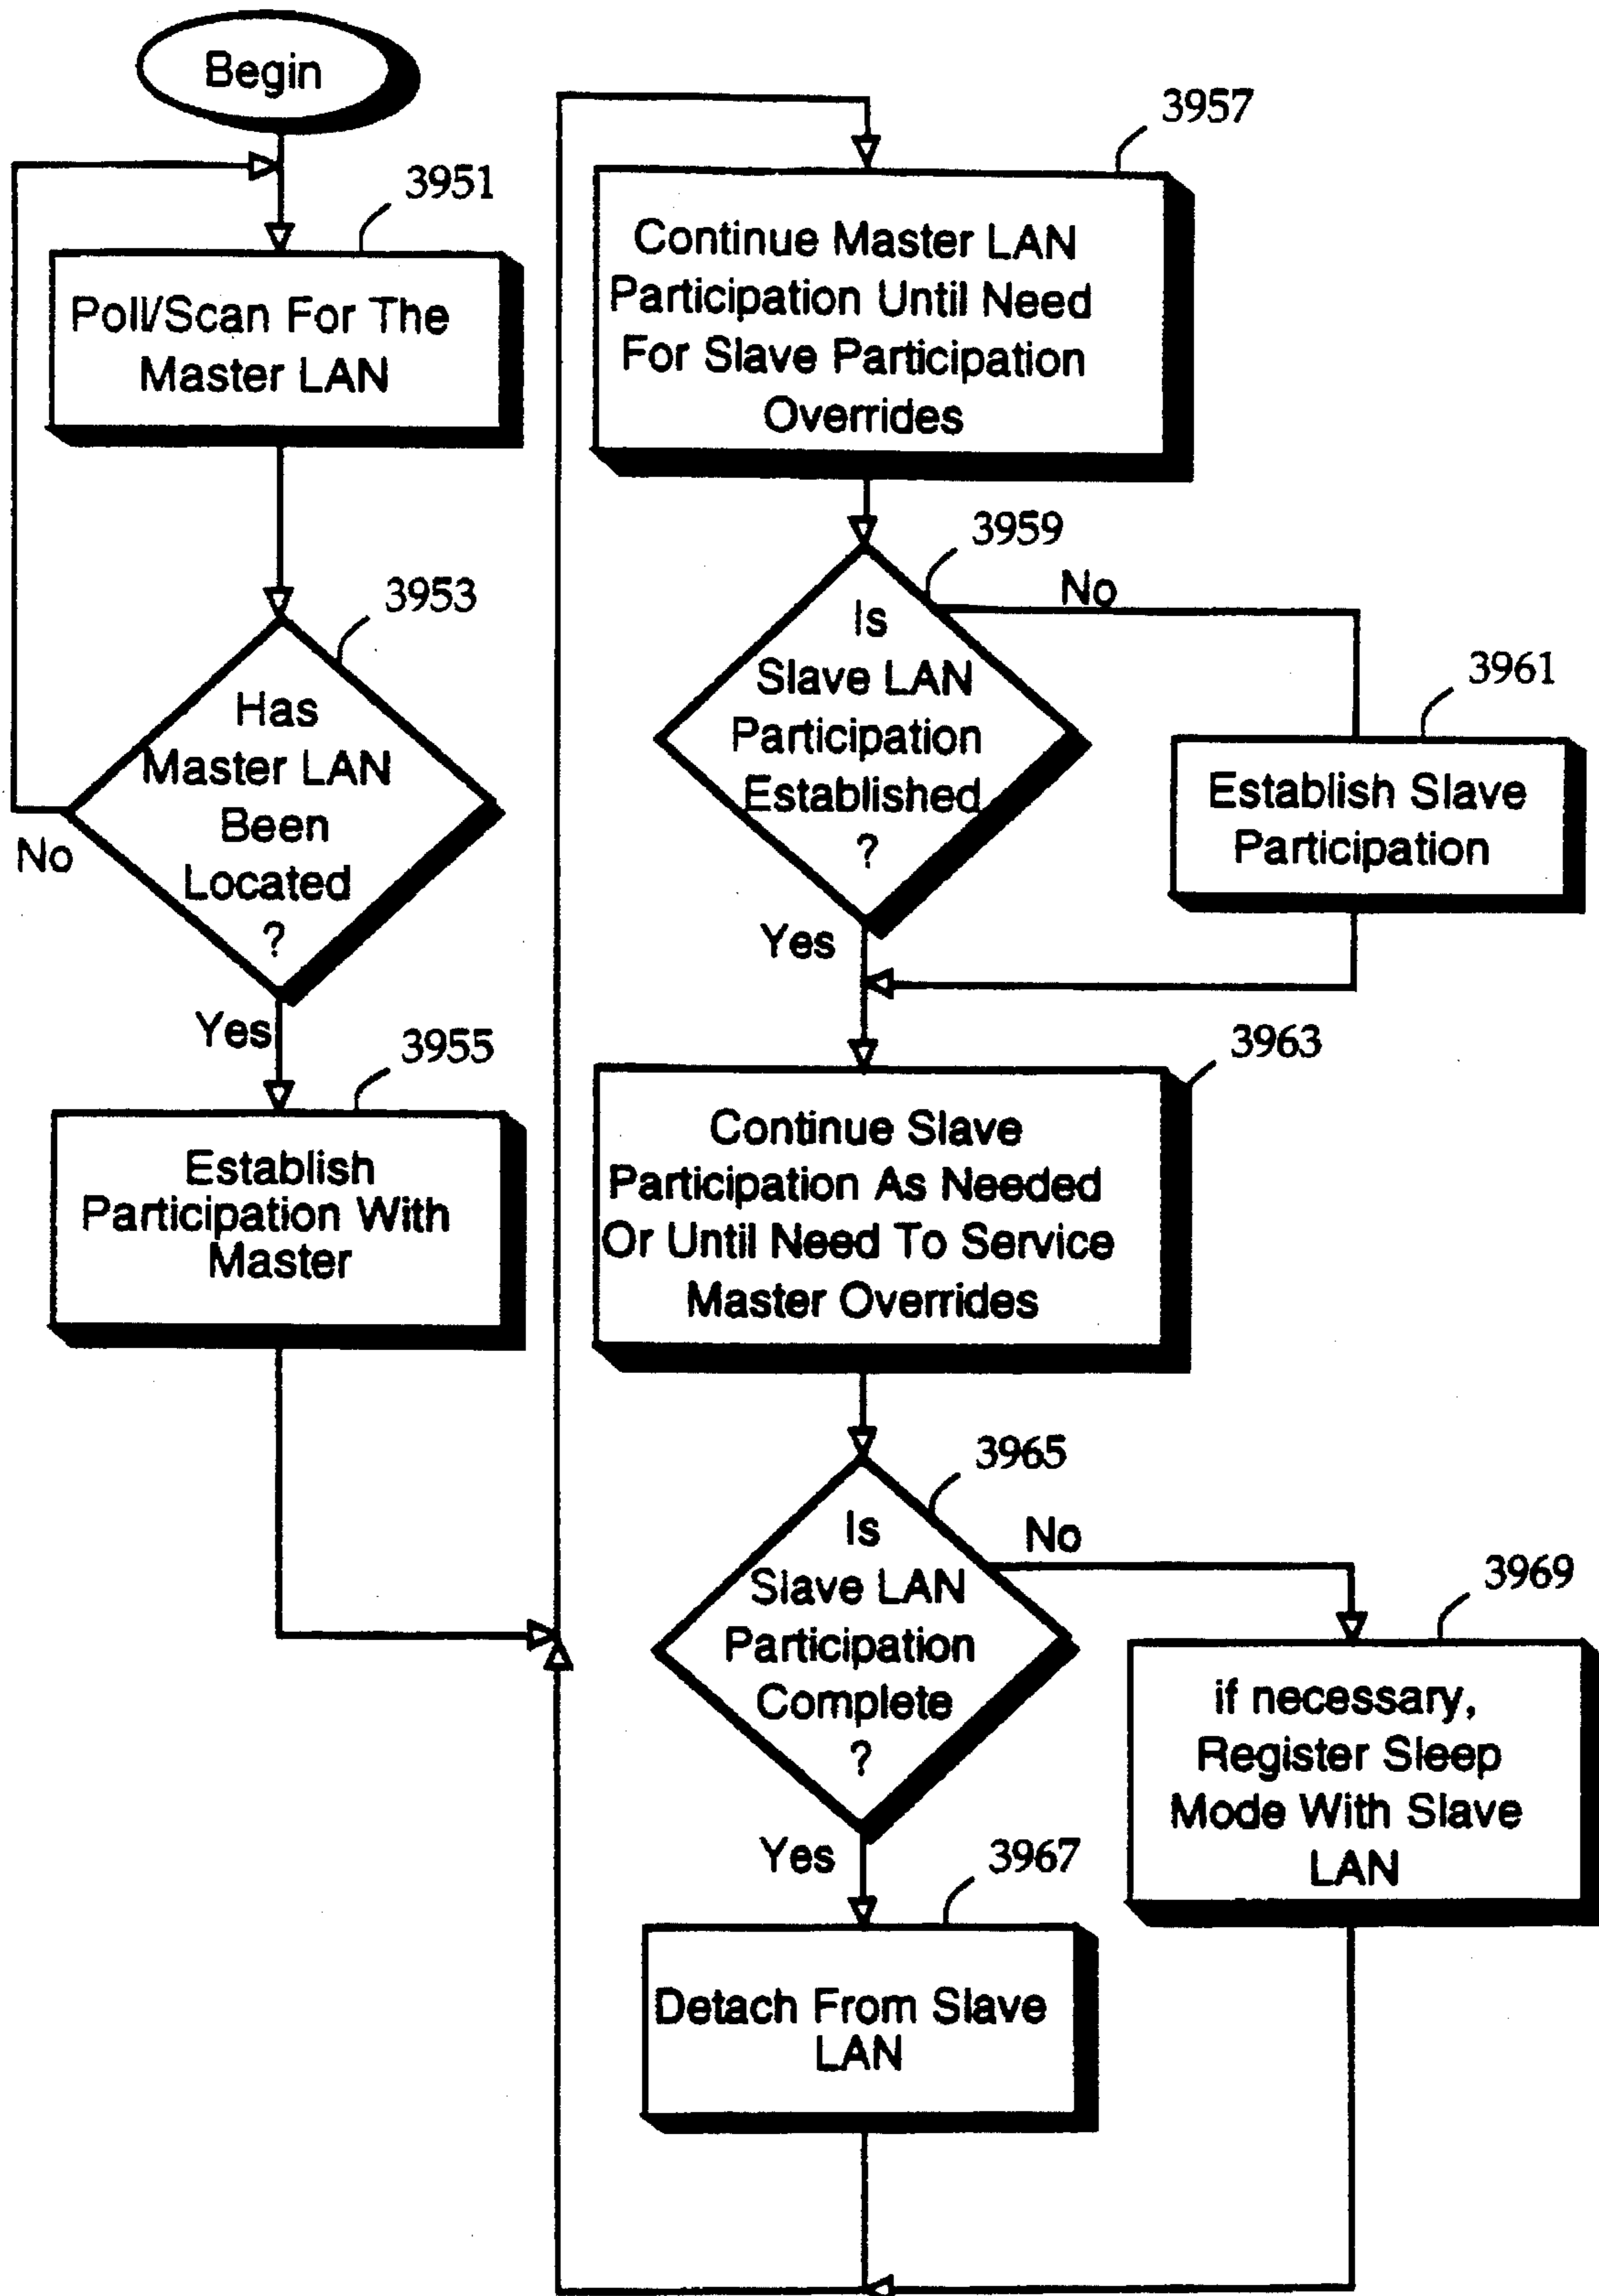 Begin
3951
Poll/Scan For The
Master LAN
3953
Has
Master LAN
Been
Located
?
No
Yes
3955
Establish
Participation With
Master
3957
Continue Master LAN
Participation Until Need
For Slave Participation
Overrides
3959
Is
Slave LAN
Participation
Established
?
No
3961
Establish Slave
Participation
Yes
3963
Continue Slave
Participation As Needed
Or Until Need To Service
Master Overrides
3965
Is
Slave LAN
Participation
Complete
?
No
3969
if necessary,
Register Sleep
Mode With Slave
LAN
Yes
3967
Detach From Slave
LAN